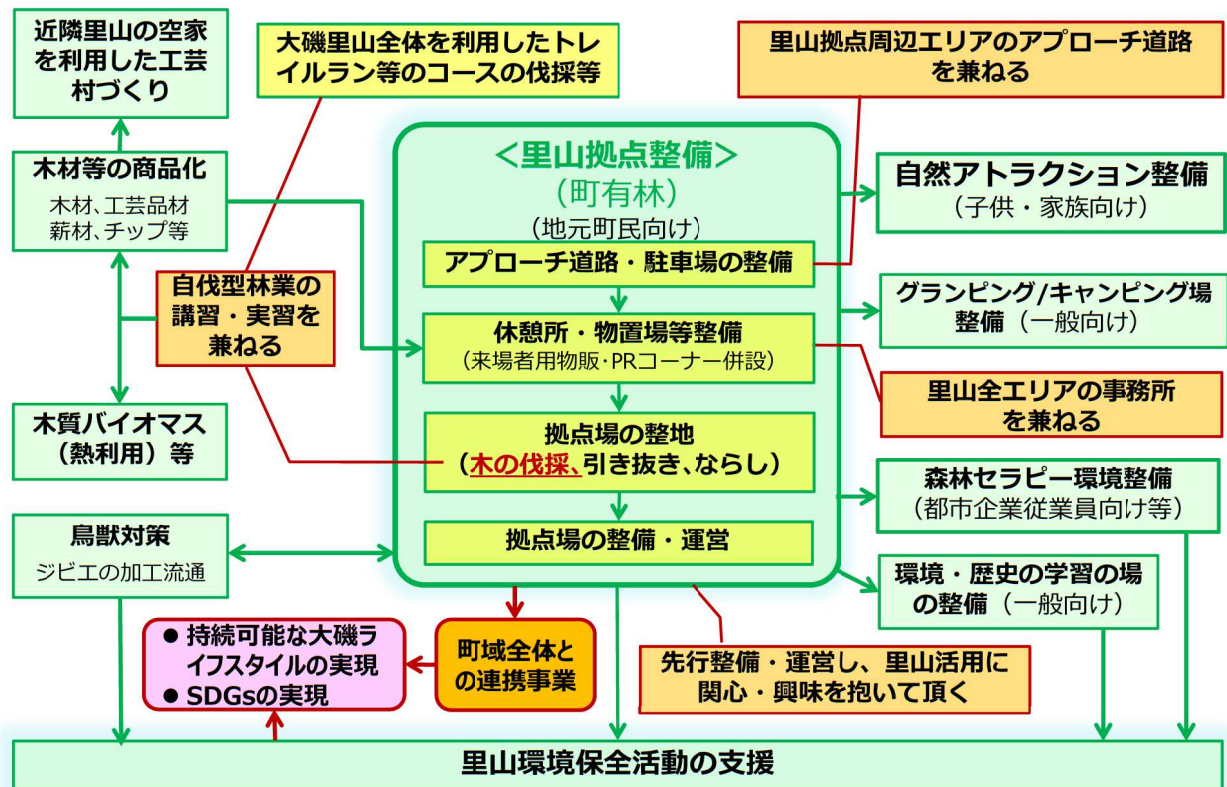 近隣里山の空家
を利用した工芸
村づくり
大磯里山全体を利用したトレ
イルラン等のコースの伐採等
里山拠点周辺エリアのアプローチ道路
を兼ねる
木材等の商品化
木材、工芸品材
薪材、チップ等
自伐型林業の
講習・実習を
兼ねる
木質バイオマス
（熱利用）等
鳥獣対策
ジビエの加工流通
＜里山拠点整備＞
（町有林）
（地元町民向け）
アプローチ道路・駐車場の整備
休憩所・物置場等整備
（来場者用物販・PRコーナー併設）
拠点場の整地
（木の伐採、引き抜き、ならし）
拠点場の整備・運営
自然アトラクション整備
（子供・家族向け）
グランピング/キャンピング場
整備（一般向け）
里山全エリアの事務所
を兼ねる
森林セラピー環境整備
（都市企業従業員向け等）
環境・歴史の学習の場
の整備（一般向け）
● 持続可能な大磯ラ
イフスタイルの実現
● SDGsの実現
町域全体と
の連携事業
先行整備・運営し、里山活用に
関心・興味を抱いて頂く
里山環境保全活動の支援